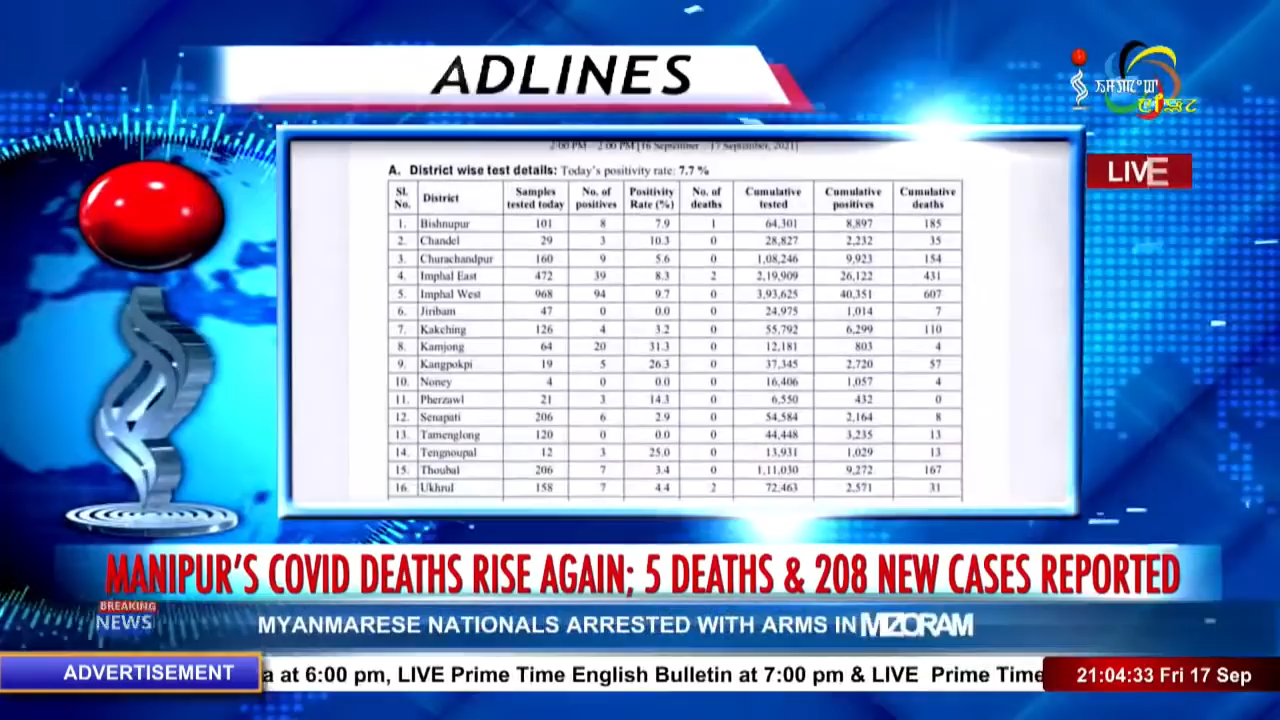 ADLINES
LIVE
2:00 PM – 2:00 PM [16 September – 17 September, 2021]
A. District wise test details: Today's positivity rate: 7.7 %
Sl. No. District Samples tested today No. of positives Positivity Rate (%) No. of deaths Cumulative tested Cumulative positives Cumulative deaths
1. Bishnupur 101 8 7.9 1 64,301 8,897 185
2. Chandel 29 3 10.3 0 28,827 2,232 35
3. Churachandpur 160 9 5.6 0 1,08,246 9,923 154
4. Imphal East 472 39 8.3 2 2,19,909 26,122 431
5. Imphal West 968 94 9.7 0 3,93,625 40,351 607
6. Jiribam 47 0 0.0 0 24,975 1,014 7
7. Kakching 126 4 3.2 0 55,792 6,299 110
8. Kamjong 64 20 31.3 0 12,181 803 4
9. Kangpokpi 19 5 26.3 0 37,345 2,720 57
10. Noney 4 0 0.0 0 16,406 1,057 4
11. Pherzawl 21 3 14.3 0 6,550 432 0
12. Senapati 206 6 2.9 0 54,584 2,164 8
13. Tamenglong 120 0 0.0 0 44,448 3,235 13
14. Tengnoupal 12 3 25.0 0 13,931 1,029 13
15. Thoubal 206 7 3.4 0 1,11,030 9,272 167
16. Ukhrul 158 7 4.4 2 72,463 2,571 31
MANIPUR'S COVID DEATHS RISE AGAIN; 5 DEATHS & 208 NEW CASES REPORTED
BREAKING NEWS
MYANMARESE NATIONALS ARRESTED WITH ARMS IN MIZORAM
ADVERTISEMENT
a at 6:00 pm, LIVE Prime Time English Bulletin at 7:00 pm & LIVE Prime Time
21:04:33 Fri 17 Sep